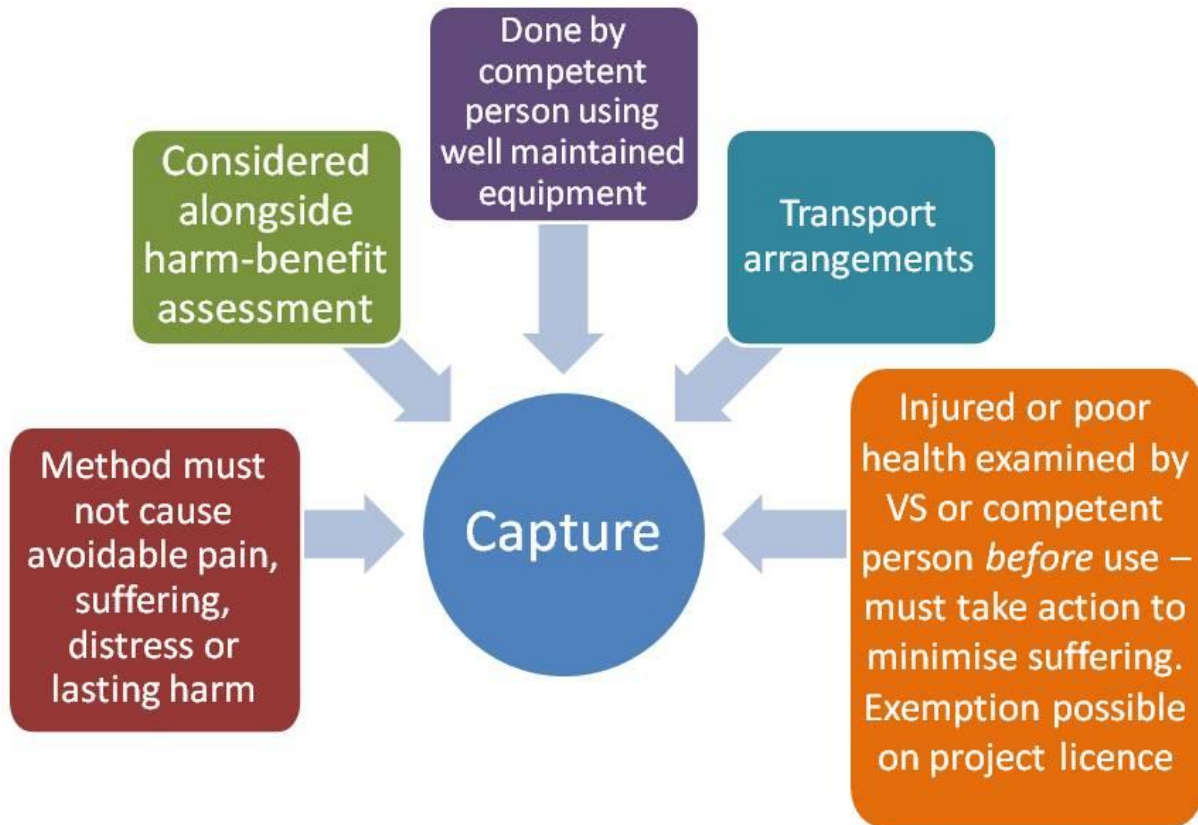 Method must
not cause
avoidable pain,
suffering,
distress or
lasting harm
Considered
alongside
harm-benefit
assessment
Done by
competent
person using
well maintained
equipment
Transport
arrangements
Injured or poor
health examined by
VS or competent
person before use –
must take action to
minimise suffering.
Exemption possible
on project licence
Capture